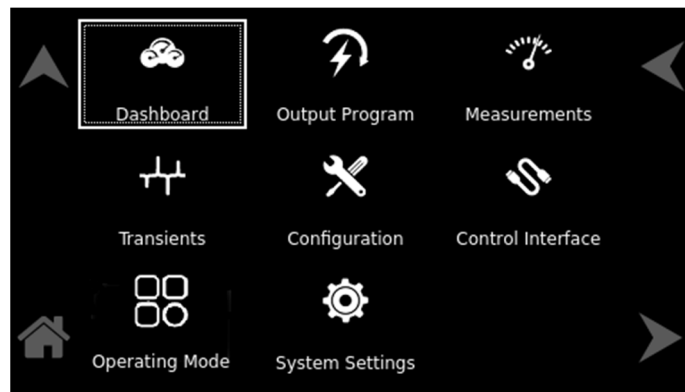 Dashboard
Output Program
Measurements
Transients
Configuration
Control Interface
Operating Mode
System Settings